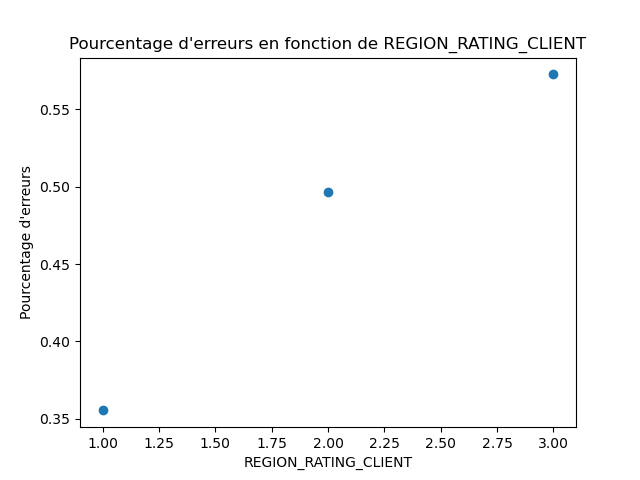 Pourcentage d'erreurs en fonction de REGION_RATING_CLIENT
Pourcentage d'erreurs
0.55
0.50
0.45
0.40
0.35
1.00 1.25 1.50 1.75 2.00 2.25 2.50 2.75 3.00
REGION_RATING_CLIENT